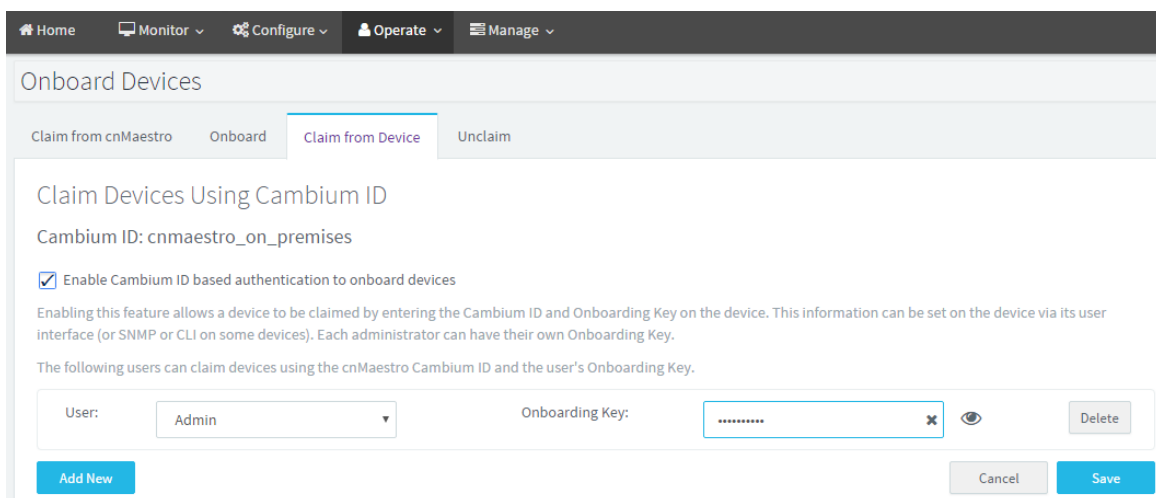 Home Monitor Configure Operate Manage
Onboard Devices
Claim from cnMaestro Onboard Claim from Device Unclaim
Claim Devices Using Cambium ID
Cambium ID: cnmaestro_on_premises
Enable Cambium ID based authentication to onboard devices
Enabling this feature allows a device to be claimed by entering the Cambium ID and Onboarding Key on the device. This information can be set on the device via its user
interface (or SNMP or CLI on some devices). Each administrator can have their own Onboarding Key.
The following users can claim devices using the cnMaestro Cambium ID and the user's Onboarding Key.
User: Admin Onboarding Key: •••••••••• Delete
Add New Cancel Save